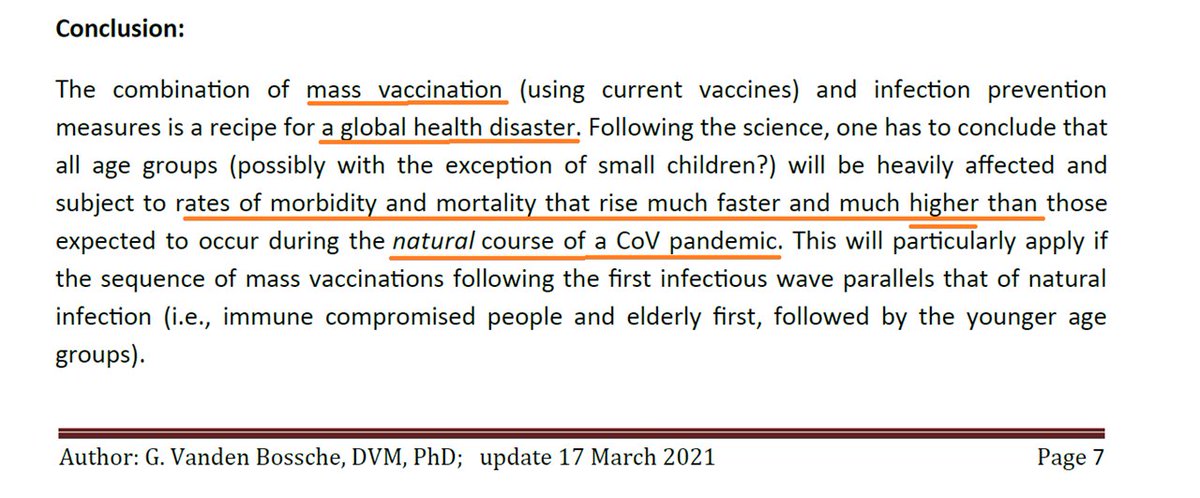 Conclusion:
The combination of mass vaccination (using current vaccines) and infection prevention
measures is a recipe for a global health disaster. Following the science, one has to conclude that
all age groups (possibly with the exception of small children?) will be heavily affected and
subject to rates of morbidity and mortality that rise much faster and much higher than those
expected to occur during the natural course of a CoV pandemic. This will particularly apply if
the sequence of mass vaccinations following the first infectious wave parallels that of natural
infection (i.e., immune compromised people and elderly first, followed by the younger age
groups).
Author: G. Vanden Bossche, DVM, PhD; update 17 March 2021 Page 7